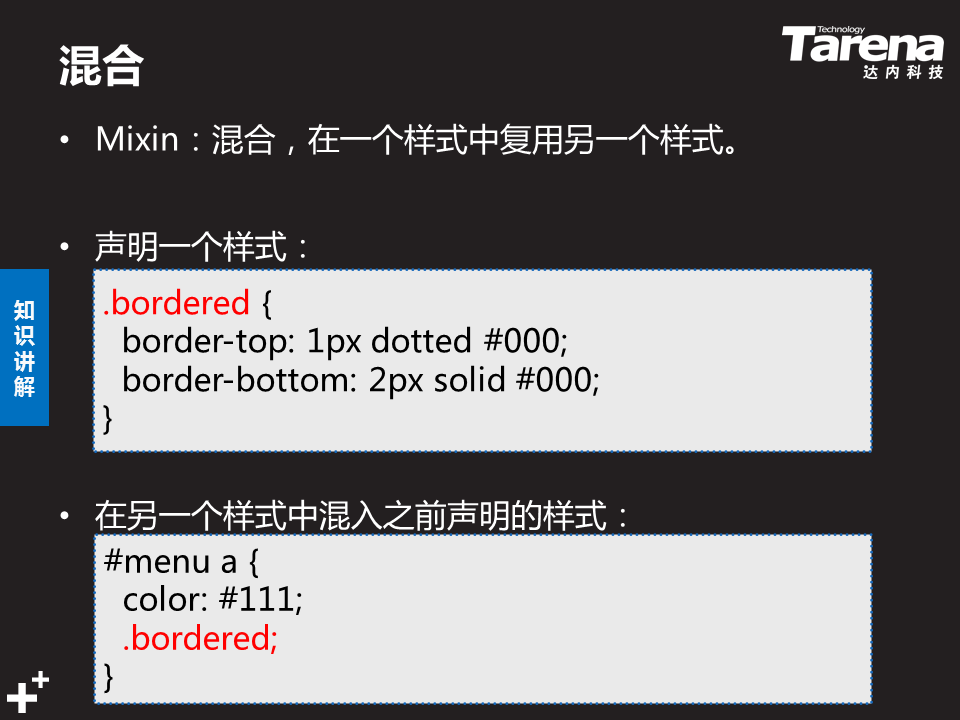 混合
Technology
Tarena
达内科技
• Mixin：混合，在一个样式中复用另一个样式。
• 声明一个样式：
.bordered {
  border-top: 1px dotted #000;
  border-bottom: 2px solid #000;
}
知识讲解
• 在另一个样式中混入之前声明的样式：
#menu a {
  color: #111;
  .bordered;
}